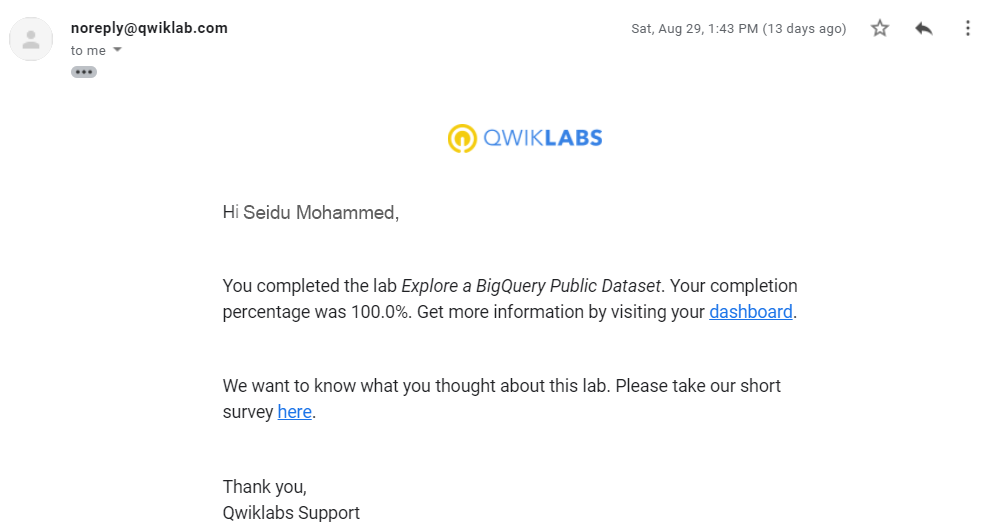 noreply@qwiklab.com
Sat, Aug 29, 1:43 PM (13 days ago)
to me
QWIKLABS
Hi Seidu Mohammed,
You completed the lab Explore a BigQuery Public Dataset. Your completion
percentage was 100.0%. Get more information by visiting your dashboard.
We want to know what you thought about this lab. Please take our short
survey here.
Thank you,
Qwiklabs Support